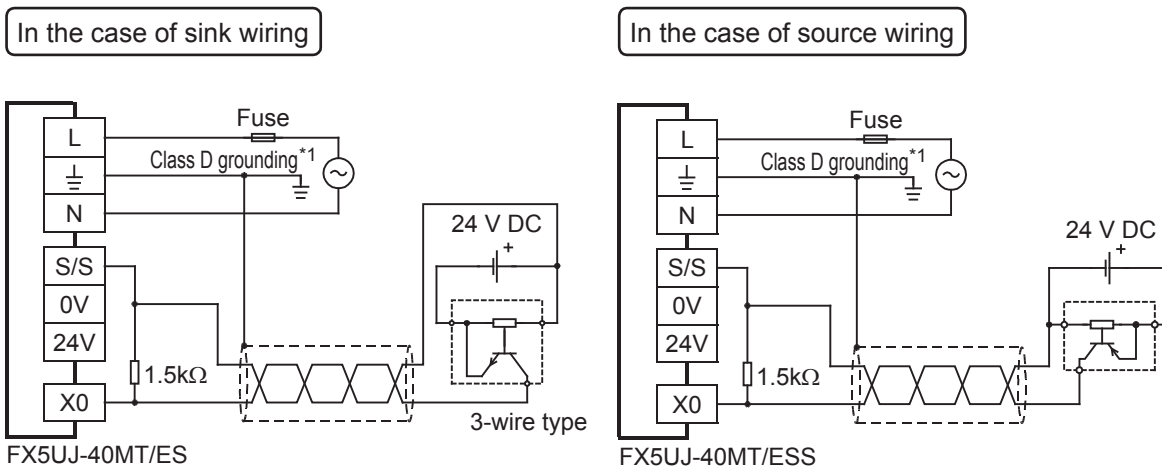 In the case of sink wiring
L
N
S/S
0V
24V
X0
Fuse
Class D grounding*1
24 V DC
+
1.5kΩ
3-wire type
FX5UJ-40MT/ES
In the case of source wiring
L
N
S/S
0V
24V
X0
Fuse
Class D grounding*1
24 V DC
+
1.5kΩ
FX5UJ-40MT/ESS